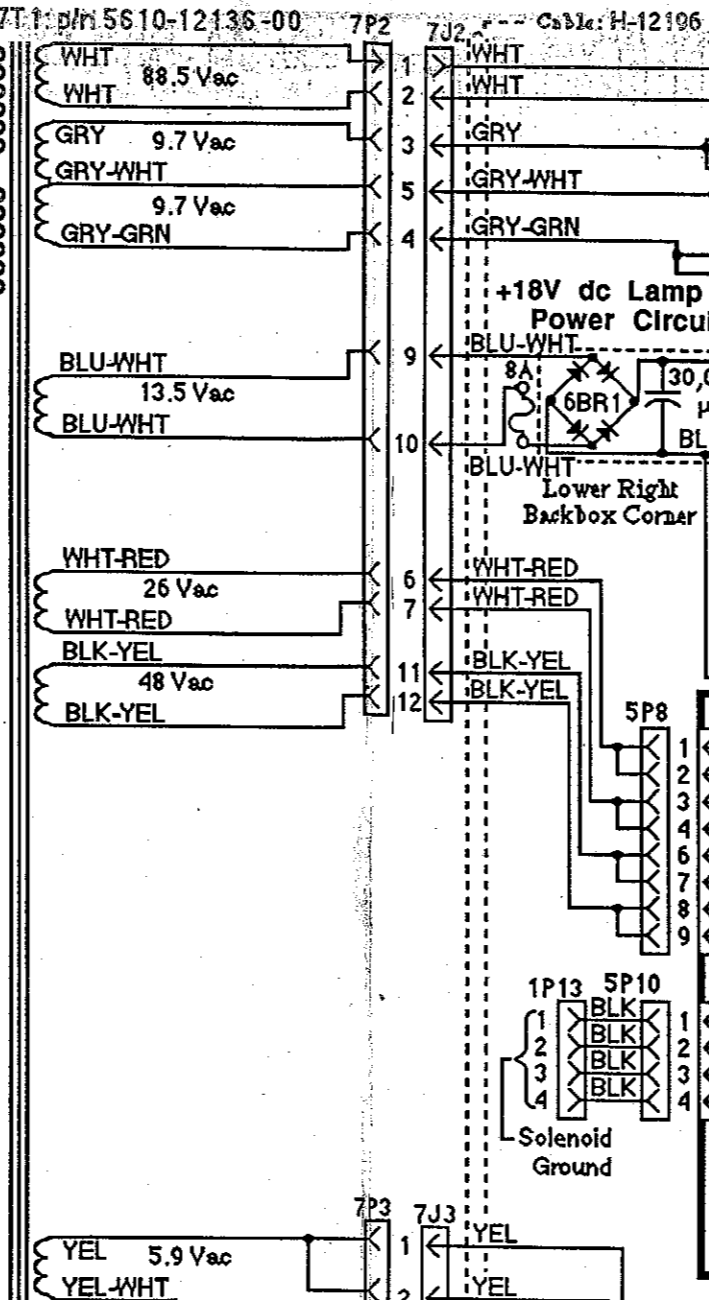 7T1: p/n 5610-12136-00 7P2 7J2 Cable: H-12196
WHT 1 WHT
88.5 Vac
WHT 2 WHT
GRY 9.7 Vac 3 GRY
GRY-WHT 5 GRY-WHT
9.7 Vac
GRY-GRN 4 GRY-GRN
+18V dc Lamp
Power
BLU-WHT 9 BLU-WHT
13.5 Vac 8A 6BR1
BLU-WHT 10 BL
BLU-WHT
Lower Right
Backbox Corner
WHT-RED 6 WHT-RED
26 Vac 7 WHT-RED
WHT-RED
BLK-YEL 11 BLK-YEL
48 Vac 12 BLK-YEL
BLK-YEL 5P8
1
2
3
4
6
7
8
9
1P13 5P10
1 BLK 1
2 BLK 2
3 BLK 3
4 BLK 4
Solenoid
Ground
7P3 7J3
YEL 5.9 Vac 1 YEL
YEL-WHT 2 YEL